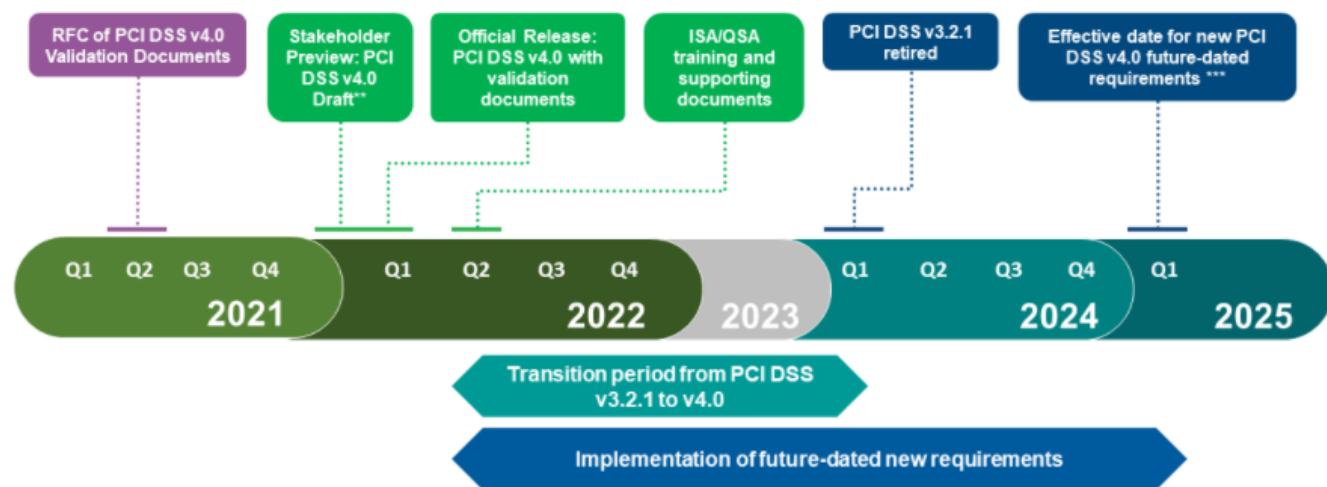 RFC of PCI DSS v4.0
Validation Documents
Stakeholder
Preview: PCI
DSS v4.0
Draft**
Official Release:
PCI DSS v4.0 with
validation
documents
ISA/QSA
training and
supporting
documents
PCI DSS v3.2.1
retired
Effective date for new PCI
DSS v4.0 future-dated
requirements ***
Q1 Q2 Q3 Q4
2021
Q1 Q2 Q3 Q4
2022
2023
Q1 Q2 Q3 Q4
2024
Q1
2025
Transition period from PCI DSS
v3.2.1 to v4.0
Implementation of future-dated new requirements